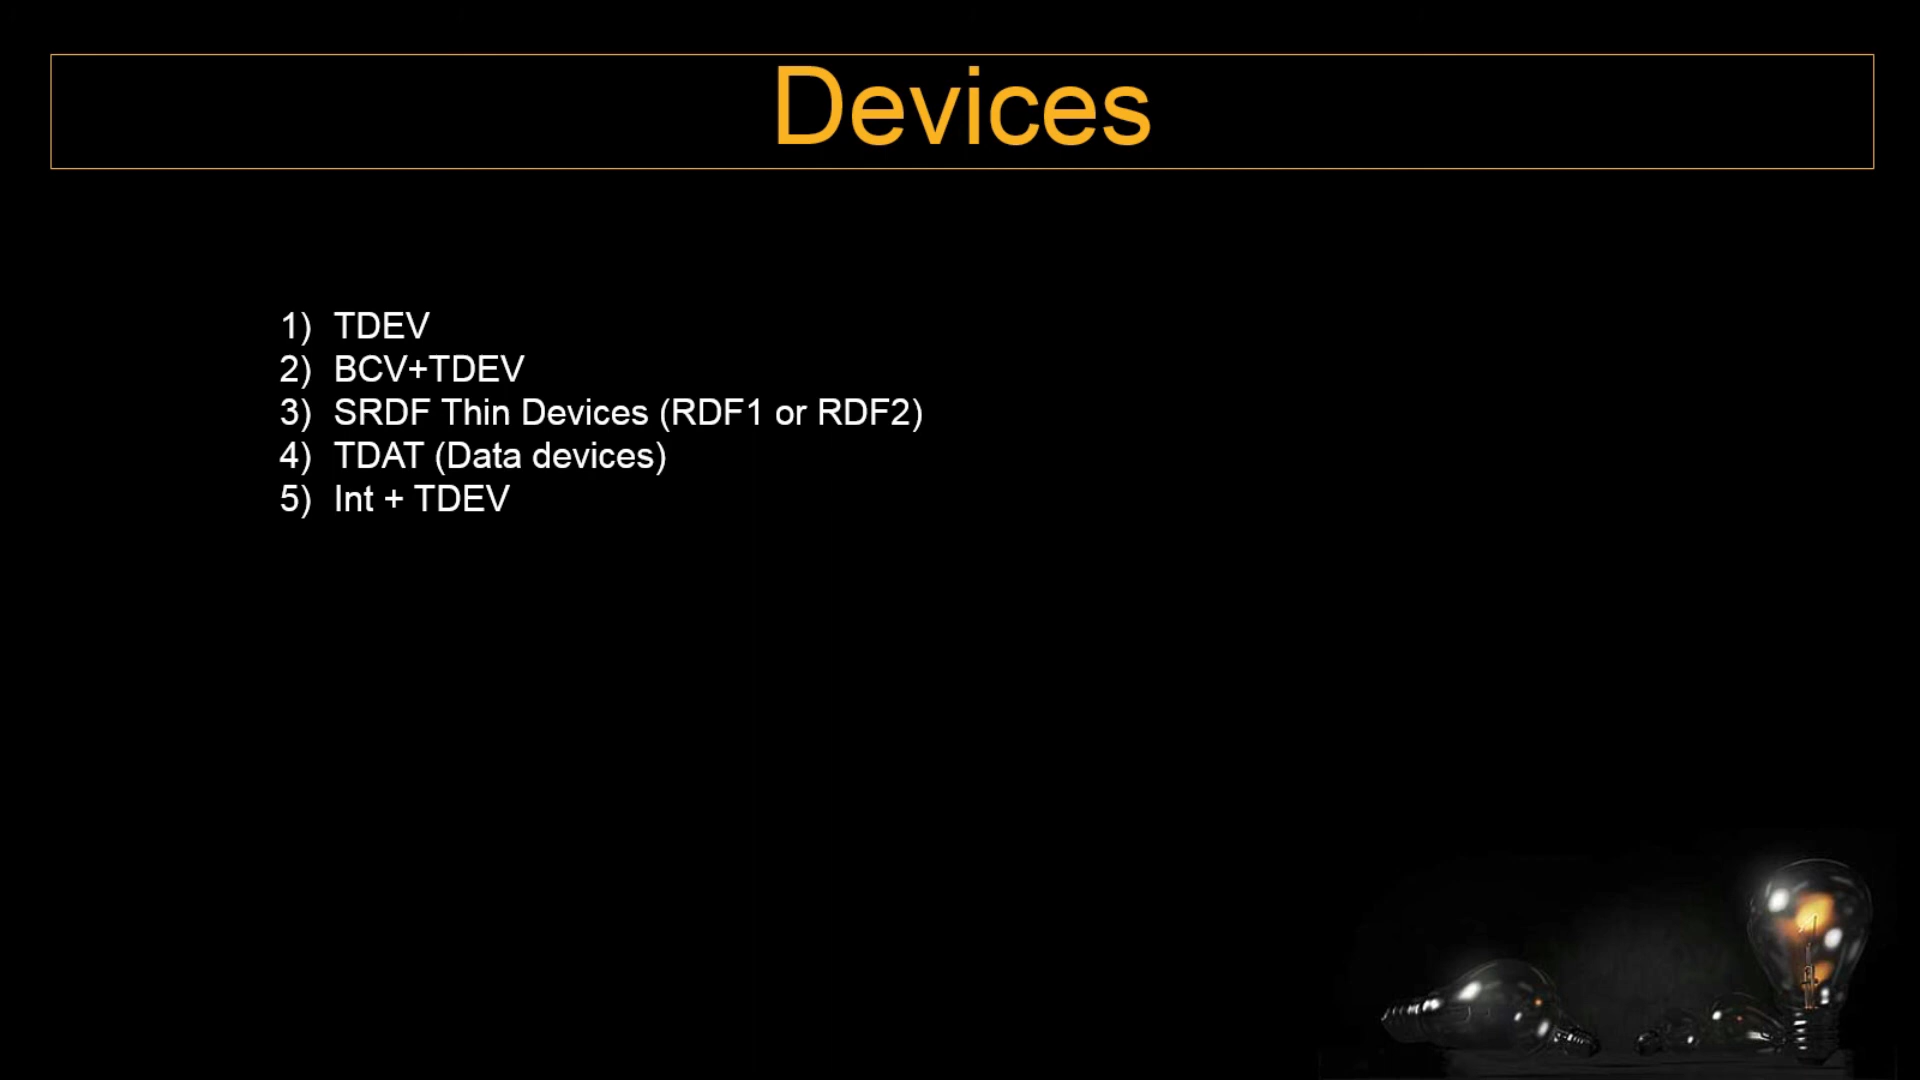 Devices
1) TDEV
2) BCV+TDEV
3) SRDF Thin Devices (RDF1 or RDF2)
4) TDAT (Data devices)
5) Int + TDEV